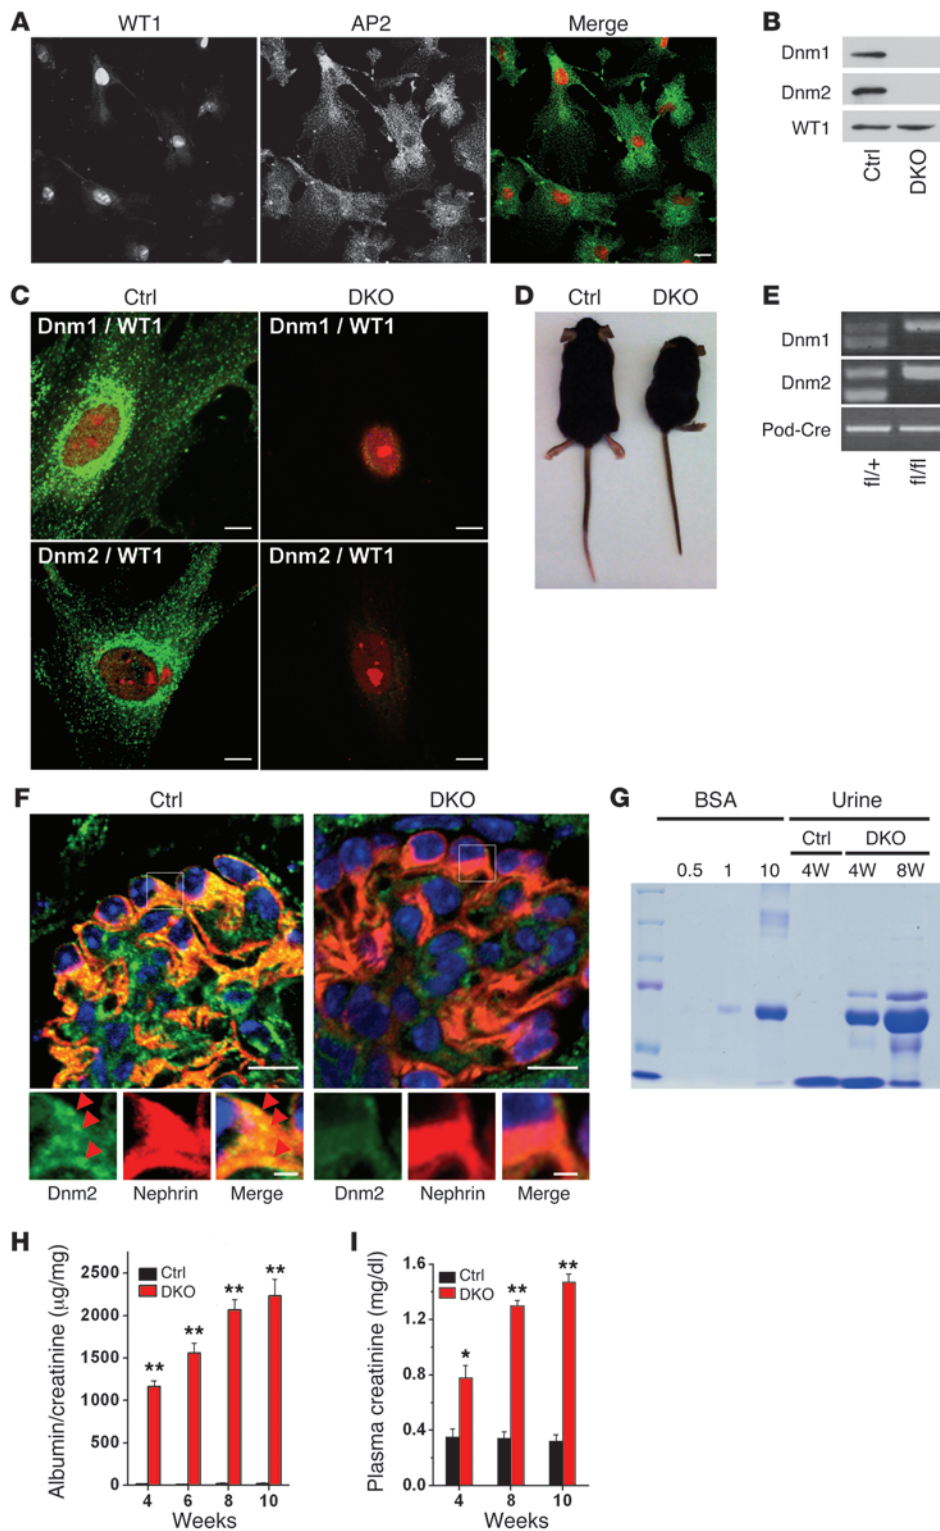 A
WT1
AP2
Merge
B
Dnm1
Dnm2
WT1
Ctrl
DKO
C
Ctrl
DKO
Dnm1 / WT1
Dnm1 / WT1
Dnm2 / WT1
Dnm2 / WT1
D
Ctrl
DKO
E
Dnm1
Dnm2
Pod-Cre
fl/+
fl/fl
F
Ctrl
DKO
Dnm2
Nephrin
Merge
Dnm2
Nephrin
Merge
G
BSA
Urine
Ctrl
DKO
0.5
1
10
4W
4W
8W
H
Albumin/creatinine (µg/mg)
2500
2000
1500
1000
500
0
Ctrl
DKO
**
**
**
**
4
6
8
10
Weeks
I
Plasma creatinine (mg/dl)
1.6
1.2
0.8
0.4
0.0
Ctrl
DKO
*
**
**
4
8
10
Weeks